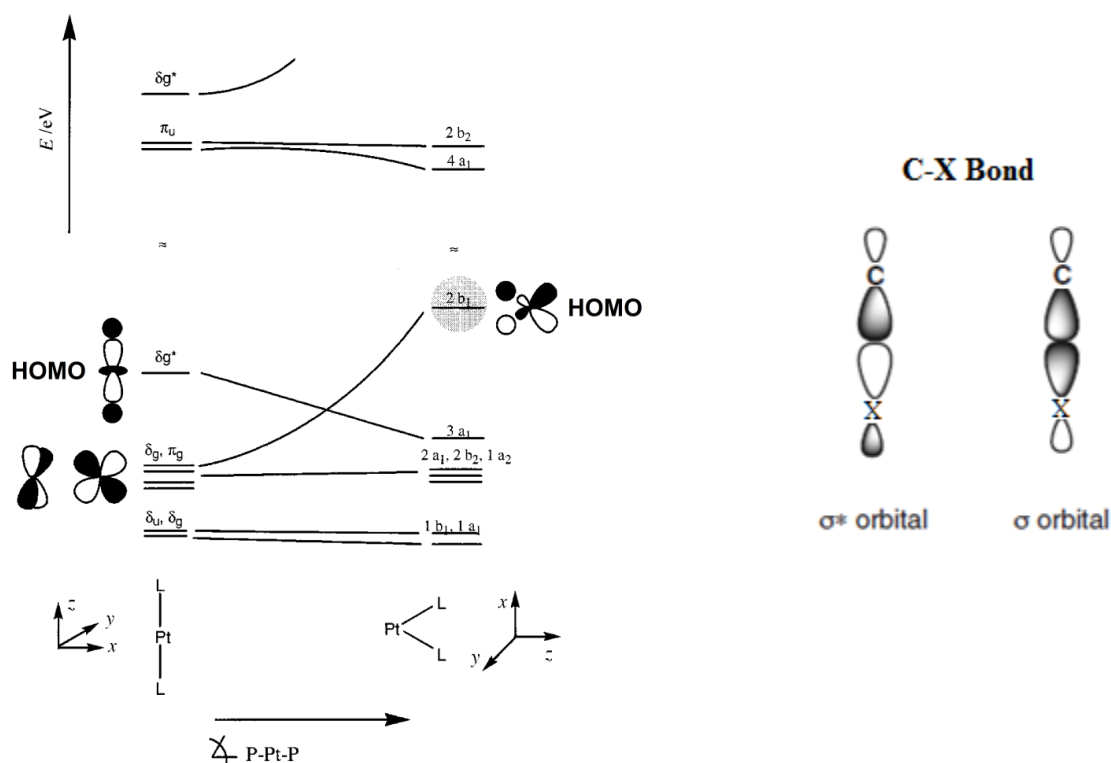 E /eV
δg*
πu
2 b₂
4 a₁
≈
≈
2 b₁
HOMO
HOMO
δg*
3 a₁
δg, πg
2 a₁, 2 b₂, 1 a₂
δu, δg
1 b₁, 1 a₁
L
Pt
L
z
y
x
L
Pt
L
x
y
z
P-Pt-P
C-X Bond
C
X
σ* orbital
C
X
σ orbital